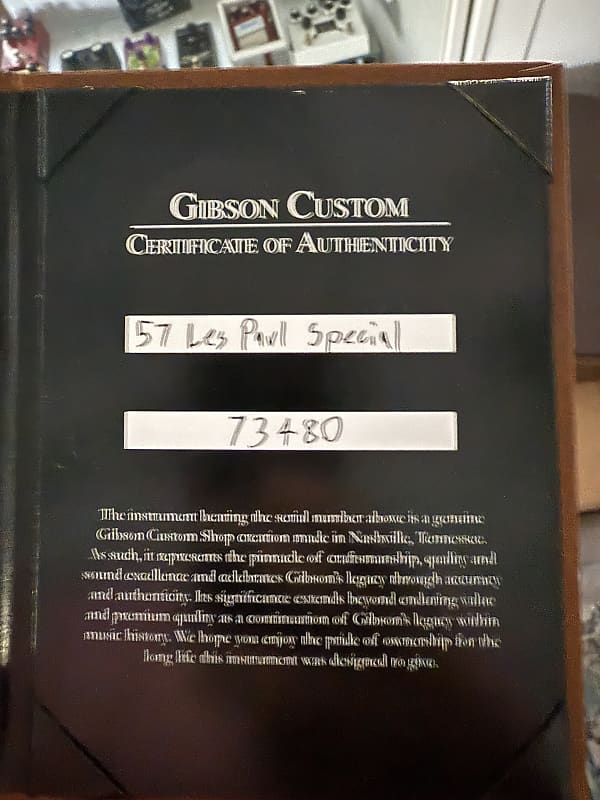 GIBSON CUSTOM
CERTIFICATE OF AUTHENTICITY
57 Les Paul Special
73480
The instrument bearing the serial number above is a genuine
Gibson Custom Shop creation made in Nashville, Tennessee.
As such, it represents the pinnacle of craftsmanship, quality and
sound excellence and celebrates Gibson's legacy through accuracy
and authenticity. Its significance extends beyond enduring value
and premium quality as a continuation of Gibson's legacy within
music history. We hope you enjoy the pride of ownership for the
long life this instrument was designed to give.